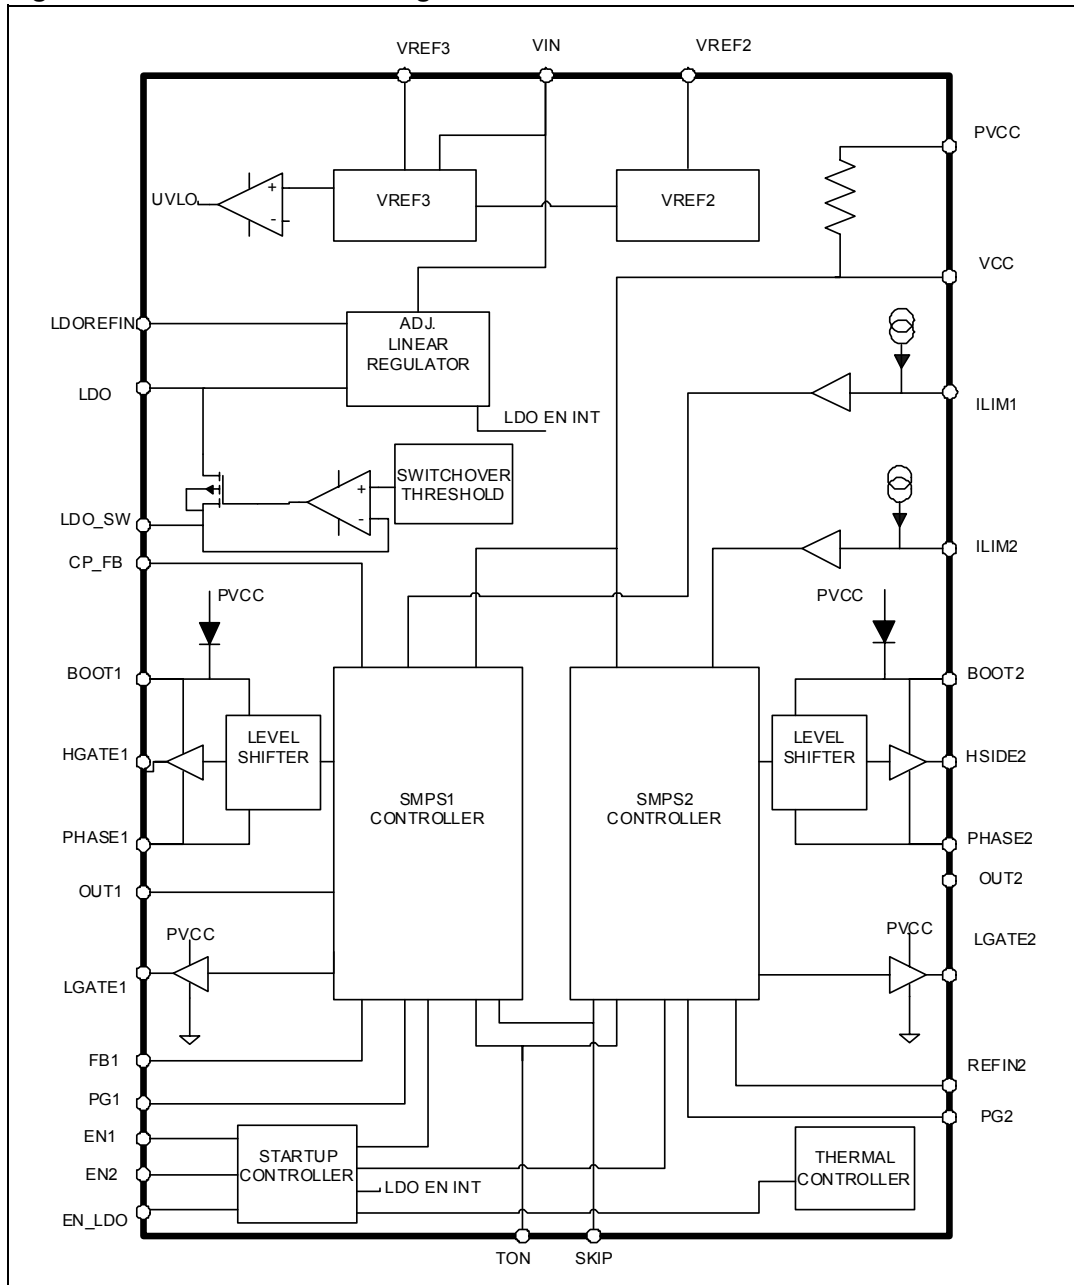 VREF3
VIN
VREF2
PVCC
VREF3
VREF2
UVLO
+
-
VCC
LDOREFIN
ADJ.
LINEAR
REGULATOR
LDO
LDO EN INT
ILIM1
SWITCHOVER
THRESHOLD
+
-
LDO_SW
CP_FB
ILIM2
PVCC
PVCC
BOOT1
BOOT2
HGATE1
LEVEL
SHIFTER
LEVEL
SHIFTER
HSIDE2
SMPS1
CONTROLLER
SMPS2
CONTROLLER
PHASE1
PHASE2
OUT1
OUT2
PVCC
PVCC
LGATE2
LGATE1
FB1
REFIN2
PG1
PG2
EN1
STARTUP
CONTROLLER
THERMAL
CONTROLLER
EN2
LDO EN INT
EN_LDO
TON
SKIP